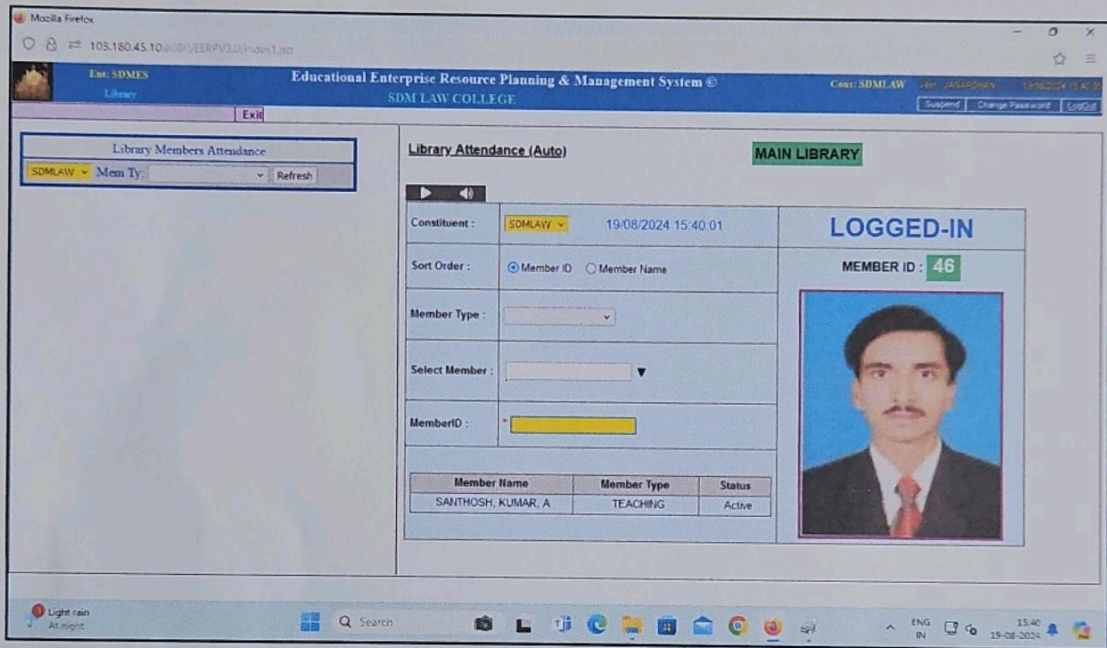 Mozilla Firefox
103.180.45.10
Ent: SDMES
Educational Enterprise Resource Planning & Management System ©
Cons: SDMLAW
Library
SDM LAW COLLEGE
Suspend Change Password LogOut
Exit
Library Members Attendance
SDMLAW Mem Ty: Refresh
Library Attendance (Auto)
MAIN LIBRARY
Constituent : SDMLAW 19/08/2024 15:40:01
LOGGED-IN
Sort Order : Member ID Member Name
MEMBER ID : 46
Member Type :
Select Member :
MemberID : *
Member Name Member Type Status
SANTHOSH, KUMAR, A TEACHING Active
Light rain
At night
Search
ENG
IN
15:40
19-08-2024